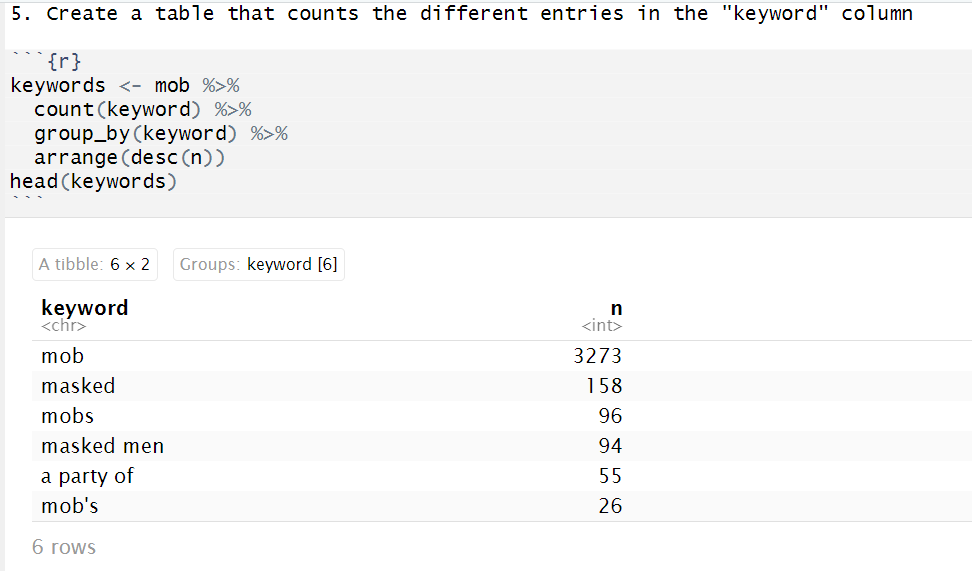 5. Create a table that counts the different entries in the "keyword" column
```{r}
keywords <- mob %>%
  count(keyword) %>%
  group_by(keyword) %>%
  arrange(desc(n))
head(keywords)
```
A tibble: 6 × 2 Groups: keyword [6]
keyword n
<chr> <int>
mob 3273
masked 158
mobs 96
masked men 94
a party of 55
mob's 26
6 rows